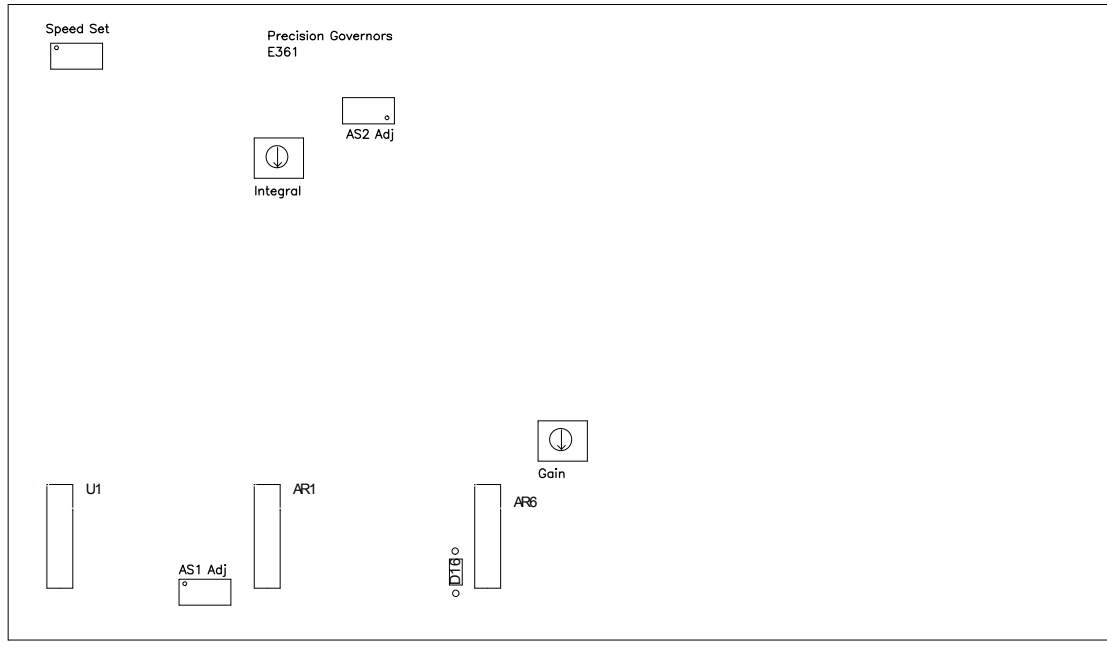 Speed Set
Precision Governors
E361
AS2 Adj
Integral
Gain
U1
AR1
AR6
D16
AS1 Adj